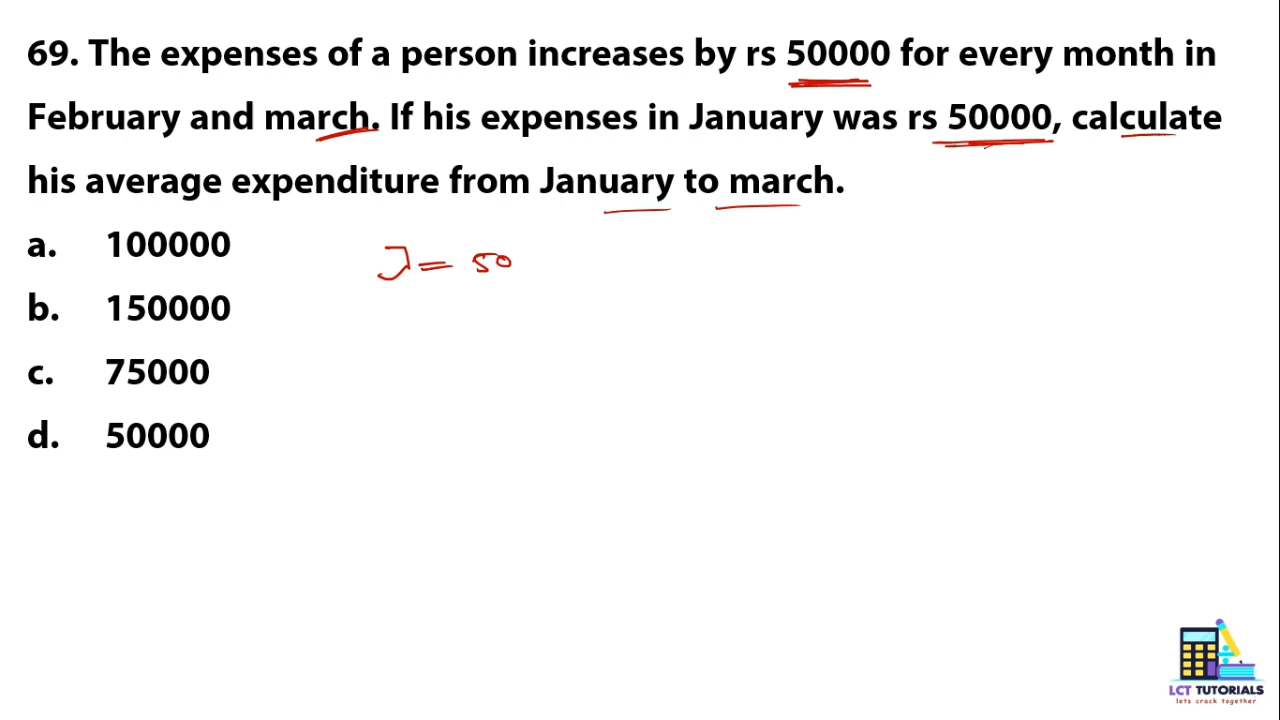 69. The expenses of a person increases by rs 50000 for every month in
February and march. If his expenses in January was rs 50000, calculate
his average expenditure from January to march.
a. 100000
J = 50
b. 150000
c. 75000
d. 50000
LCT TUTORIALS
lets crack together